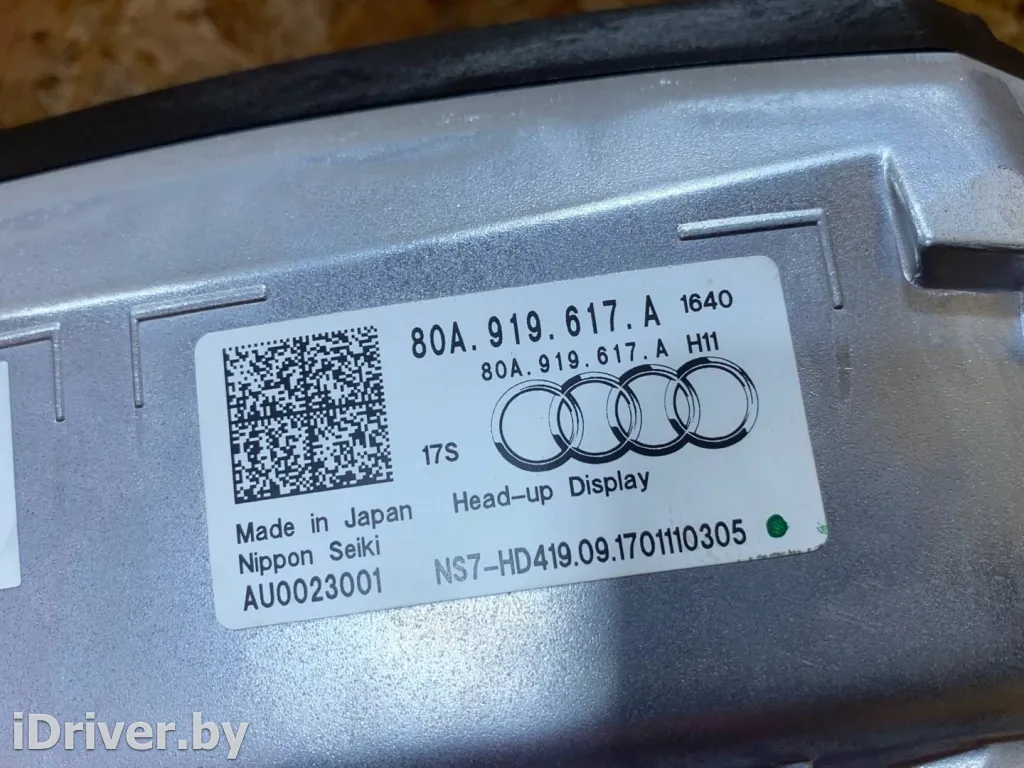 80A.919.617.A 1640
80A.919.617.A H11
17S
Head-up Display
Made in Japan
Nippon Seiki
AU0023001
NS7-HD419.09.1701110305
iDriver.by